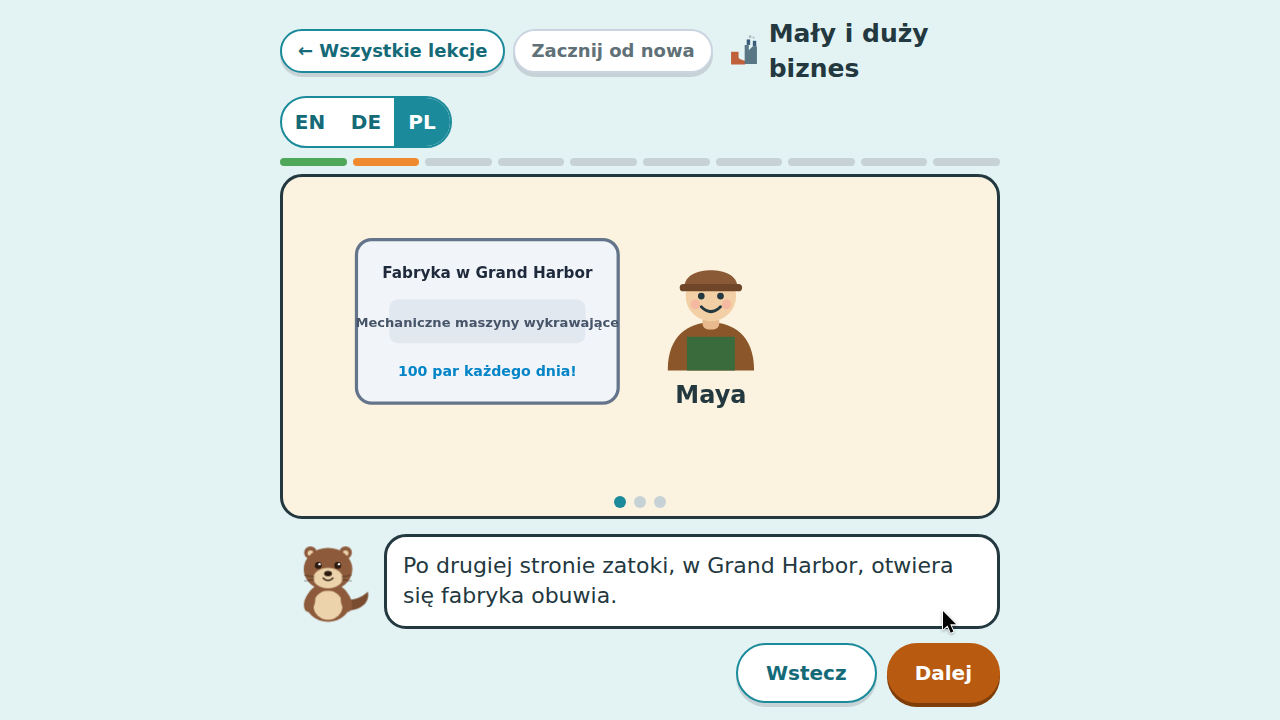 ← Wszystkie lekcje
Zacznij od nowa
Mały i duży
biznes
EN DE PL
Fabryka w Grand Harbor
Mechaniczne maszyny wykrawające
100 par każdego dnia!
Maya
Po drugiej stronie zatoki, w Grand Harbor, otwiera
się fabryka obuwia.
Wstecz
Dalej